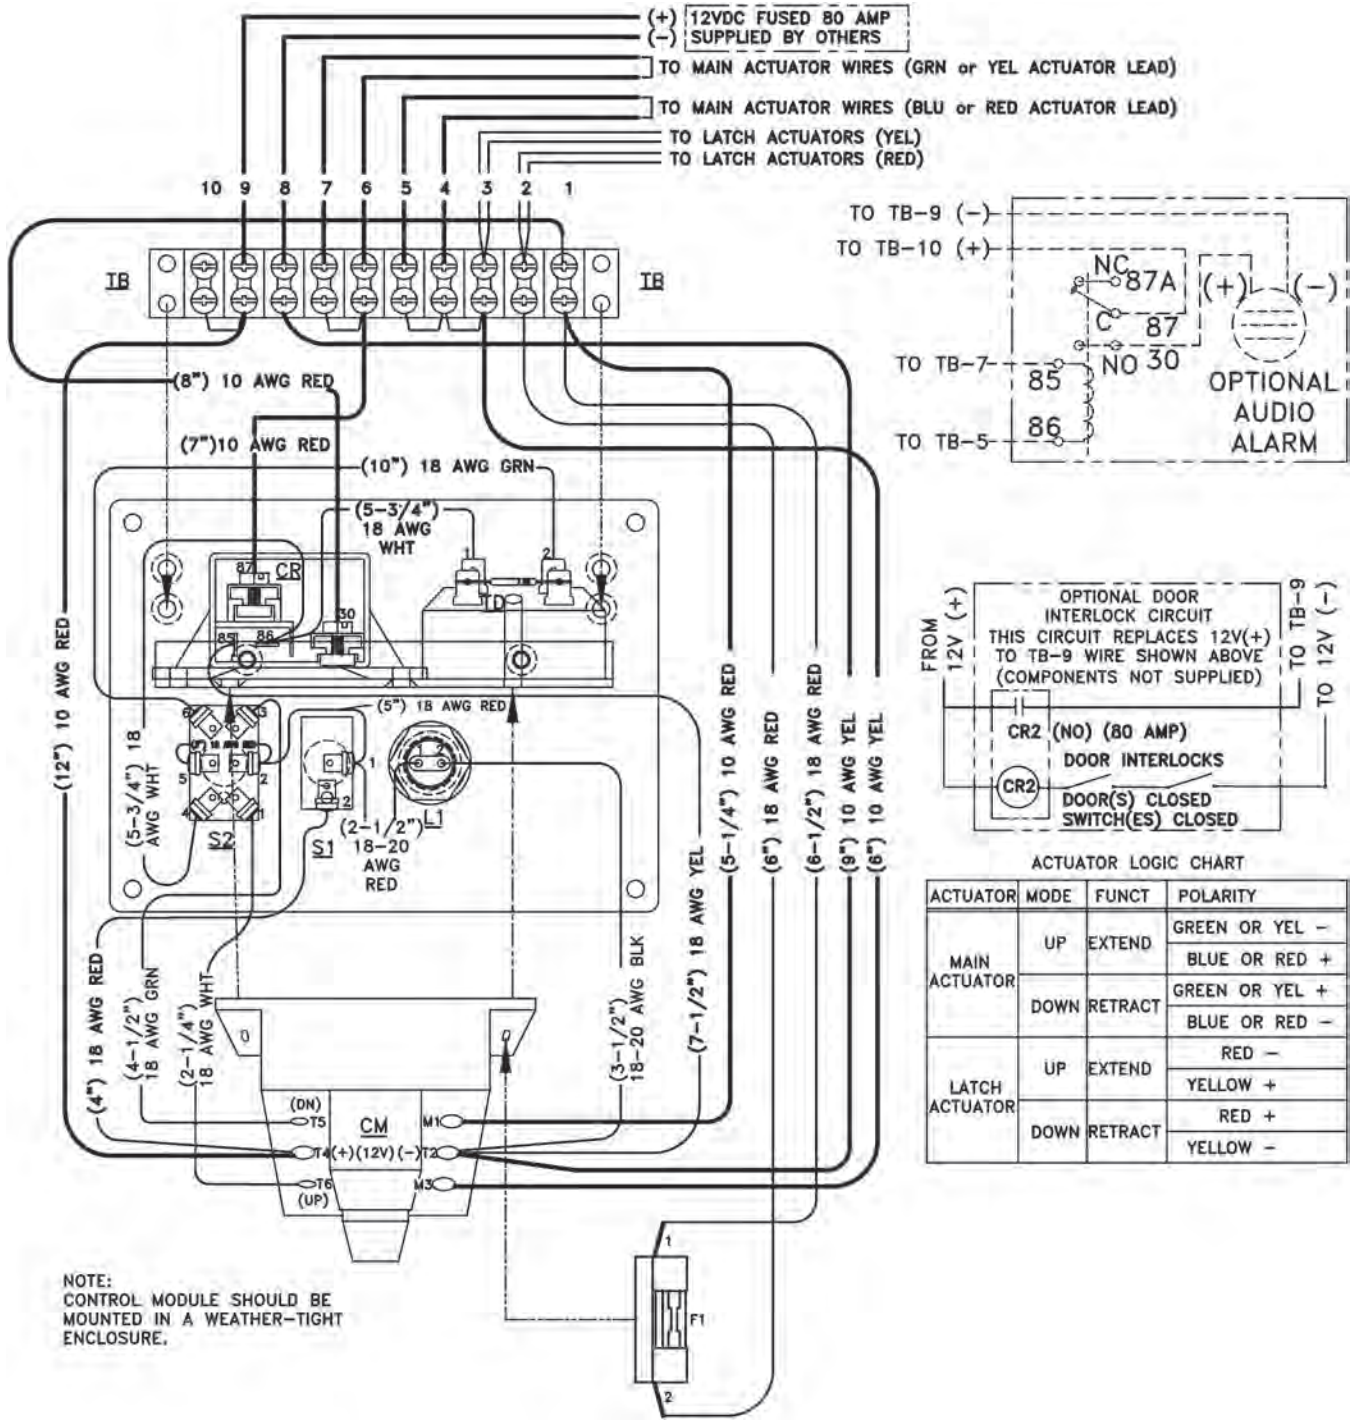 (+) 12VDC FUSED 80 AMP
(-) SUPPLIED BY OTHERS
TO MAIN ACTUATOR WIRES (GRN or YEL ACTUATOR LEAD)
TO MAIN ACTUATOR WIRES (BLU or RED ACTUATOR LEAD)
TO LATCH ACTUATORS (YEL)
TO LATCH ACTUATORS (RED)
10 9 8 7 6 5 4 3 2 1
TB
TB
TO TB-9 (-)
TO TB-10 (+)
NC
87A
(+)
(-)
C
87
NO 30
TO TB-7
85
86
TO TB-5
OPTIONAL
AUDIO
ALARM
(8") 10 AWG RED
(7")10 AWG RED
(10") 18 AWG GRN
(5-3/4")
18 AWG
WHT
87
CR
30
85
86
1
2
TD
(12") 10 AWG RED
(5") 18 AWG RED
(5") 18 AWG RED
(5-3/4") 18
AWG WHT
6
3
5
2
4
1
S2
1
2
S1
2
1
L1
(2-1/2")
18-20
AWG
RED
(5-1/4") 10 AWG RED
(6") 18 AWG RED
(6-1/2") 18 AWG RED
(9") 10 AWG YEL
(6") 10 AWG YEL
(4") 18 AWG RED
(4-1/2")
18 AWG GRN
(2-1/4")
18 AWG WHT
(3-1/2")
18-20 AWG BLK
(7-1/2") 18 AWG YEL
(DN)
T5
CM
M1
T4(+)(12V)(-)T2
T6
(UP)
M3
1
F1
2
NOTE:
CONTROL MODULE SHOULD BE
MOUNTED IN A WEATHER-TIGHT
ENCLOSURE.
FROM
12V (+)
OPTIONAL DOOR
INTERLOCK CIRCUIT
THIS CIRCUIT REPLACES 12V(+)
TO TB-9 WIRE SHOWN ABOVE
(COMPONENTS NOT SUPPLIED)
TO TB-9
TO 12V (-)
CR2 (NO) (80 AMP)
DOOR INTERLOCKS
CR2
DOOR(S) CLOSED
SWITCH(ES) CLOSED
ACTUATOR LOGIC CHART
ACTUATOR MODE FUNCT POLARITY
MAIN
ACTUATOR
UP EXTEND
GREEN OR YEL -
BLUE OR RED +
DOWN RETRACT
GREEN OR YEL +
BLUE OR RED -
LATCH
ACTUATOR
UP EXTEND
RED -
YELLOW +
DOWN RETRACT
RED +
YELLOW -